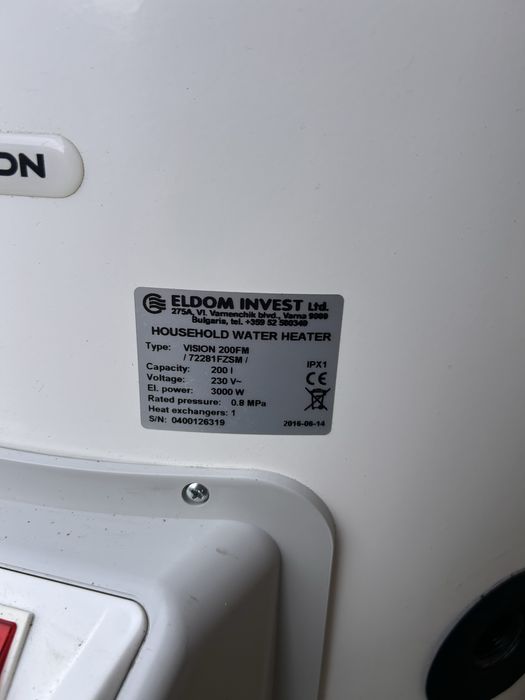 ON
ELDOM INVEST Ltd.
275A, Vl. Varnenchik blvd., Varna 9009
Bulgaria, tel. +359 52 500340
HOUSEHOLD WATER HEATER
Type: VISION 200FM
/ 72281FZSM / IPX1
Capacity: 200 l
Voltage: 230 V~
El. power: 3000 W
Rated pressure: 0.8 MPa
Heat exchangers: 1
S/N: 0400126319 2016-06-14